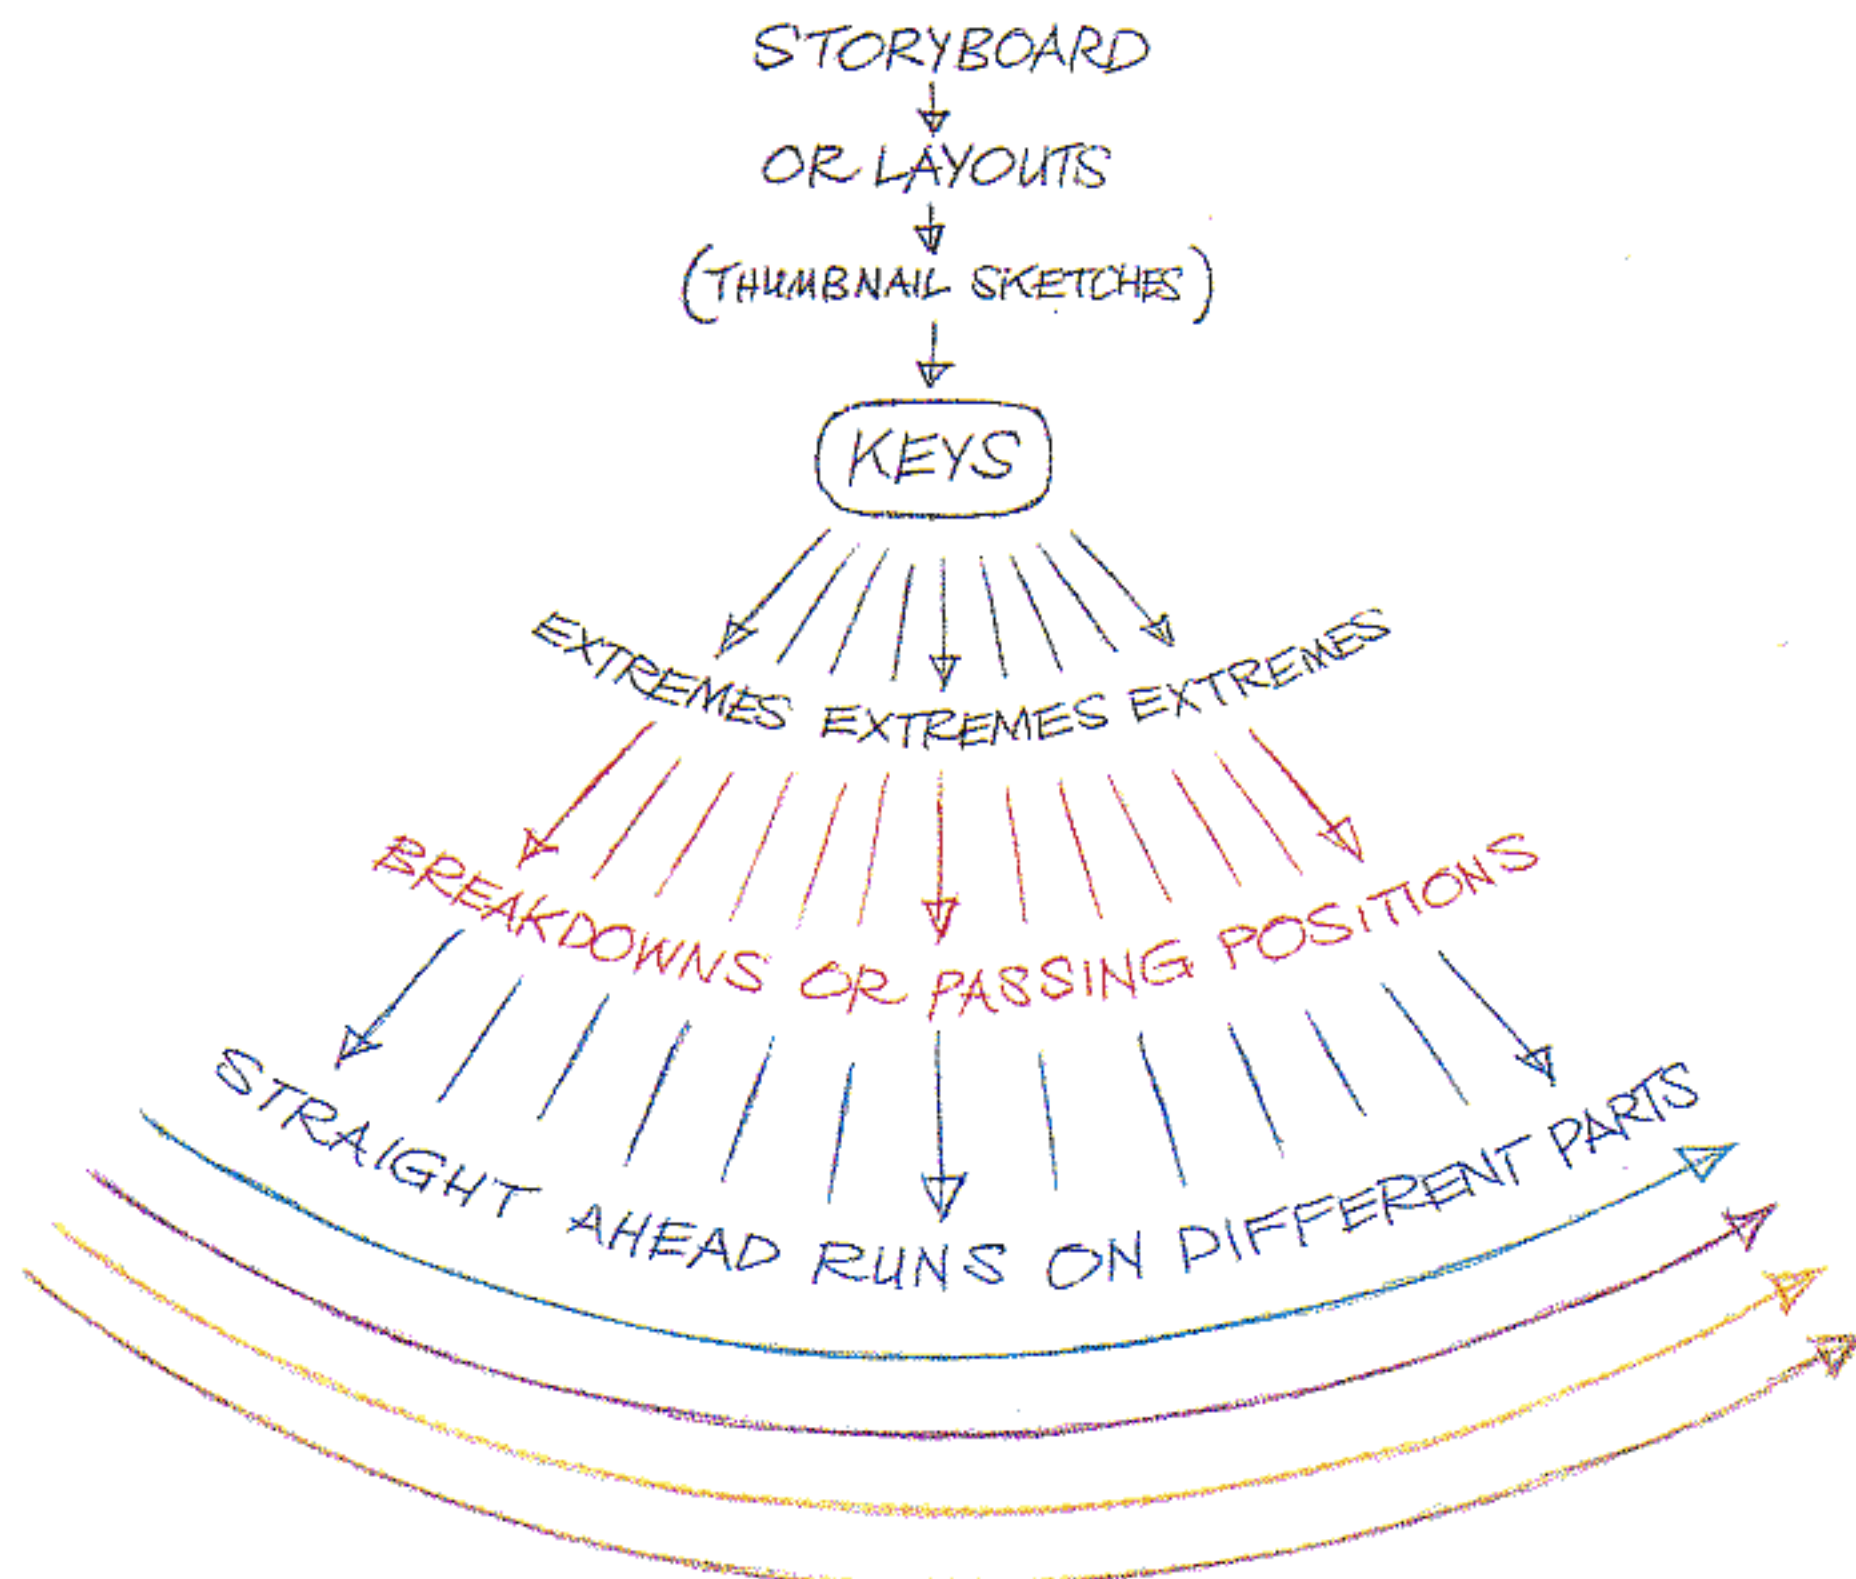 STORYBOARD
OR LAYOUTS
(THUMBNAIL SKETCHES)
KEYS
EXTREMES EXTREMES EXTREMES
BREAKDOWNS OR PASSING POSITIONS
STRAIGHT AHEAD RUNS ON DIFFERENT PARTS